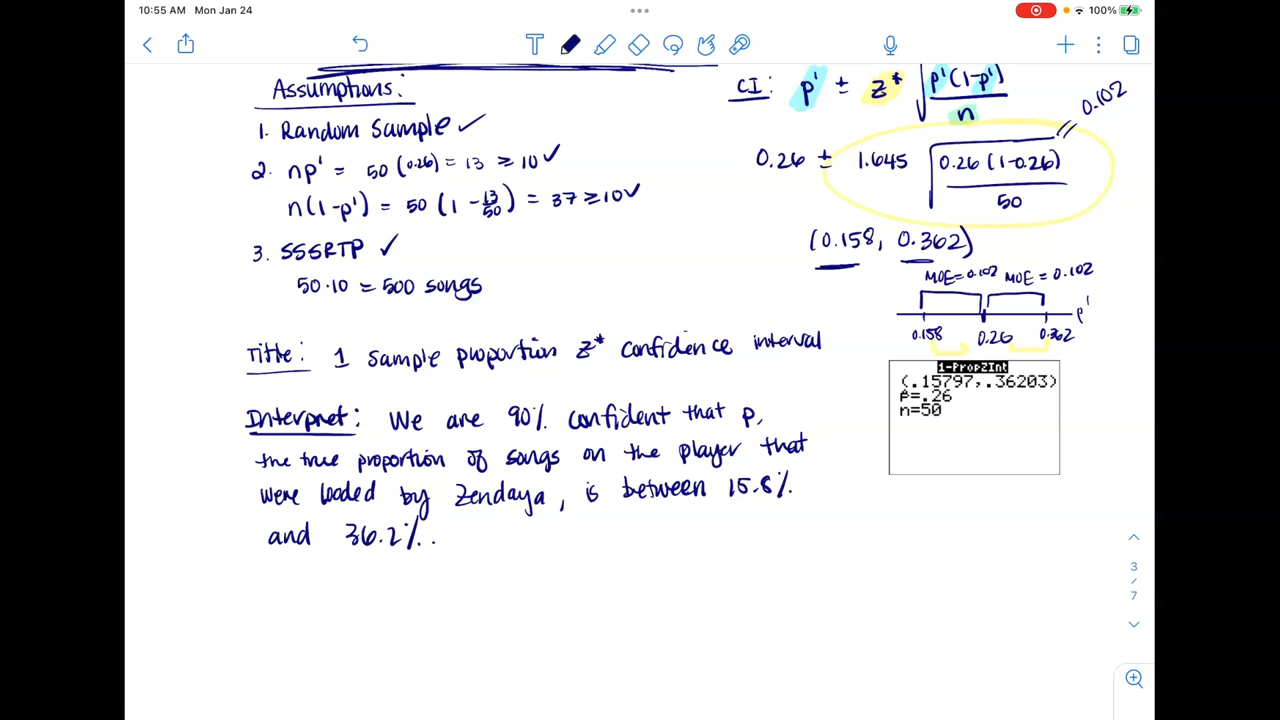 10:55 AM Mon Jan 24
100%
Assumptions:
1. Random Sample ✓
2. np' = 50 (0.26) = 13 ≥ 10 ✓
n(1-p') = 50 (1 - 13/50) = 37 ≥ 10 ✓
3. SSSRTP ✓
50·10 = 500 songs
CI: p' ± z* √(p'(1-p')/n)
0.102
0.26 ± 1.645 √(0.26 (1-0.26)/50)
(0.158, 0.362)
MOE=0.102 MOE = 0.102
p'
0.158 0.26 0.362
Title: 1 sample proportion z* confidence interval
1-PropZInt
(.15797,.36203)
p̂=.26
n=50
Interpret: We are 90% confident that p,
the true proportion of songs on the player that
were loaded by Zendaya, is between 15.8%
and 36.2%.
3
/
7